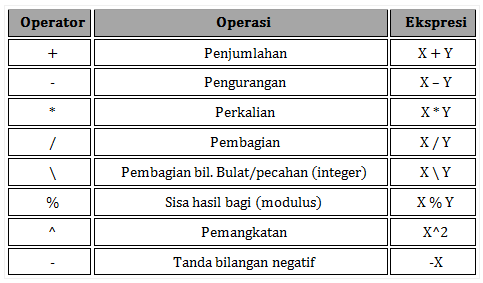 Operator Operasi Ekspresi
+ Penjumlahan X + Y
- Pengurangan X – Y
* Perkalian X * Y
/ Pembagian X / Y
\ Pembagian bil. Bulat/pecahan (integer) X \ Y
% Sisa hasil bagi (modulus) X % Y
^ Pemangkatan X^2
- Tanda bilangan negatif -X